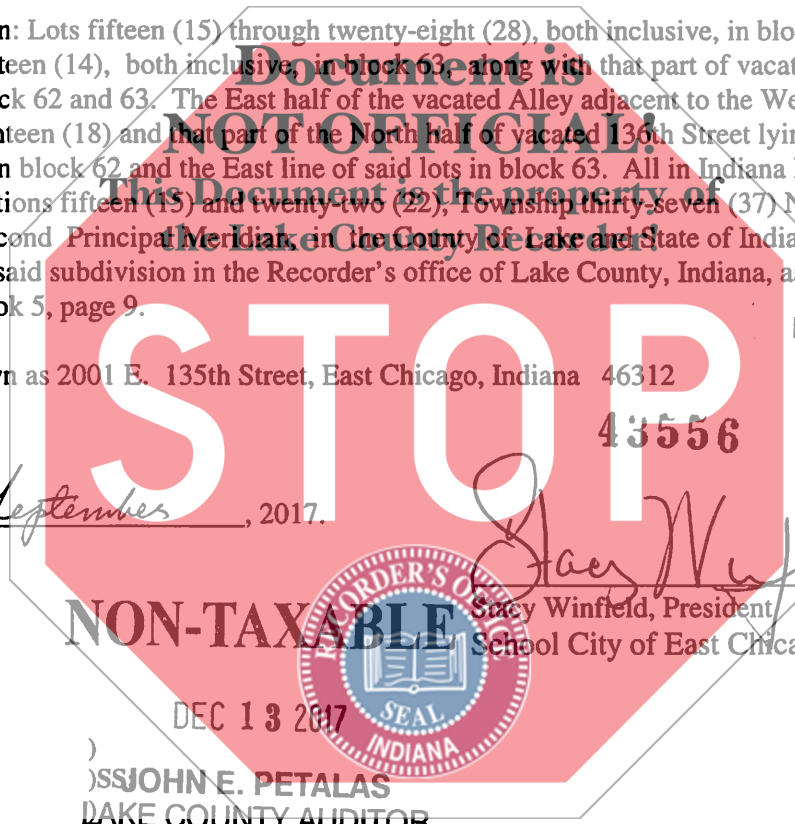 n: Lots fifteen (15) through twenty-eight (28), both inclusive, in blo
teen (14), both inclusive, in block 63, along with that part of vacat
Document is
ck 62 and 63. The East half of the vacated Alley adjacent to the We
nteen (18) and that part of the North half of vacated 136th Street lyin
NOT OFFICIAL!
n block 62 and the East line of said lots in block 63. All in Indiana
tions fifteen (15) and twenty-two (22), Township thirty-seven (37) N
This Document is the property of
cond Principal Meridian, in the County of Lake and State of Indi
the Lake County Recorder!
said subdivision in the Recorder's office of Lake County, Indiana, a
ok 5, page 9.
STOP
n as 2001 E. 135th Street, East Chicago, Indiana 46312
43556
September, 2017.
Stacy Winfield, President
NON-TAXABLE
School City of East Chica
RECORDER'S OFFICE
SEAL
INDIANA
DEC 13 2017
)
)SS
JOHN E. PETALAS
LAKE COUNTY AUDITOR